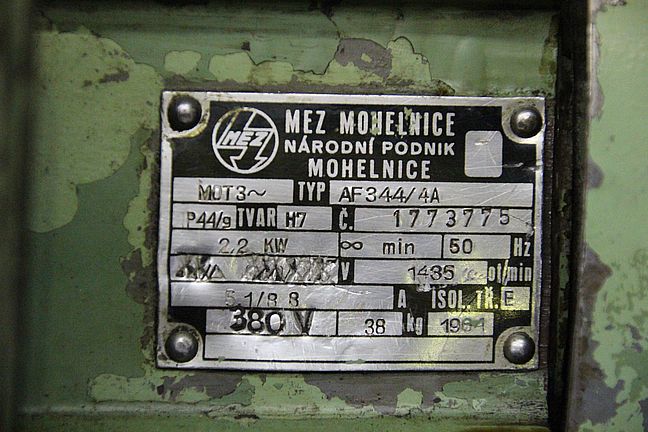 MEZ
MEZ MOHELNICE
NÁRODNÍ PODNIK
MOHELNICE
MOT3~ TYP AF344/4A
P44/g TVAR H7 Č. 1773775
2,2 KW ∞ min 50 Hz
V 1435 ot/min
5,1/8,8 A ISOL. TŘ. E
380 V 38 kg 1964